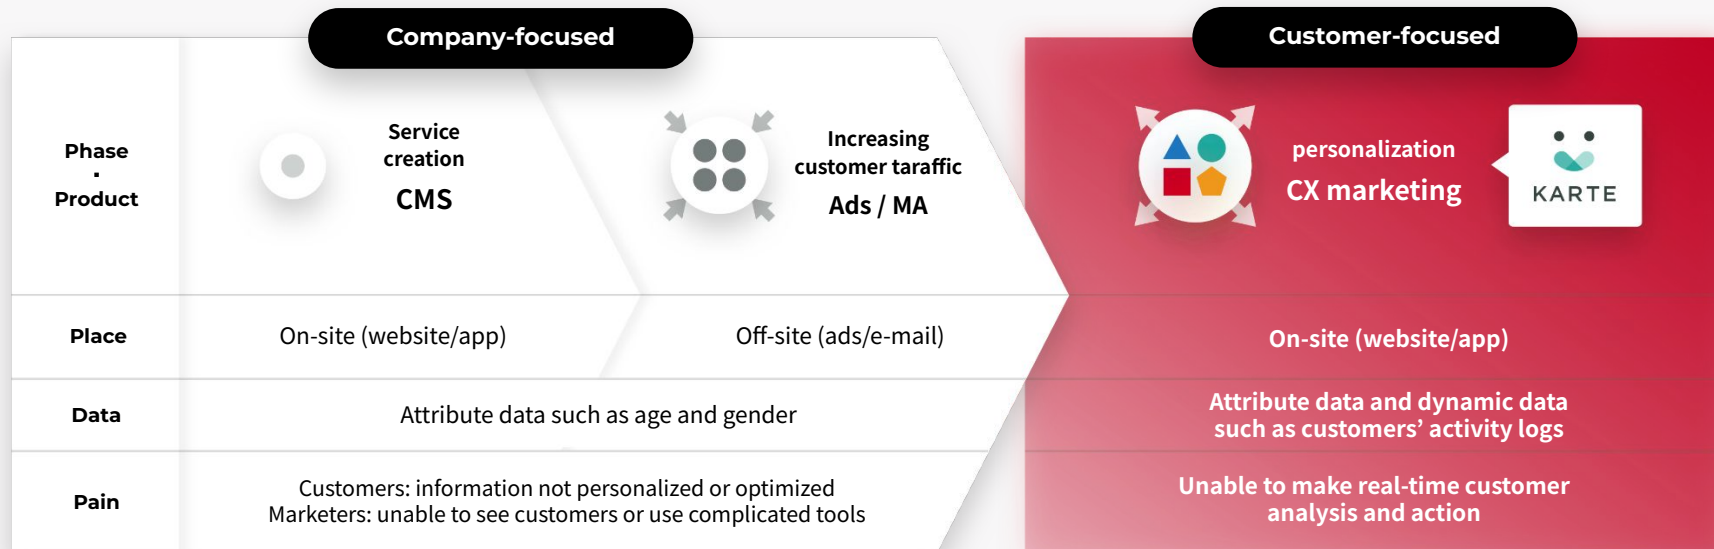 Company-focused
Customer-focused
Phase
·
Product
Service
creation
CMS
Increasing
customer taraffic
Ads / MA
personalization
CX marketing
KARTE
Place
On-site (website/app)
Off-site (ads/e-mail)
On-site (website/app)
Data
Attribute data such as age and gender
Attribute data and dynamic data
such as customers’ activity logs
Pain
Customers: information not personalized or optimized
Marketers: unable to see customers or use complicated tools
Unable to make real-time customer
analysis and action